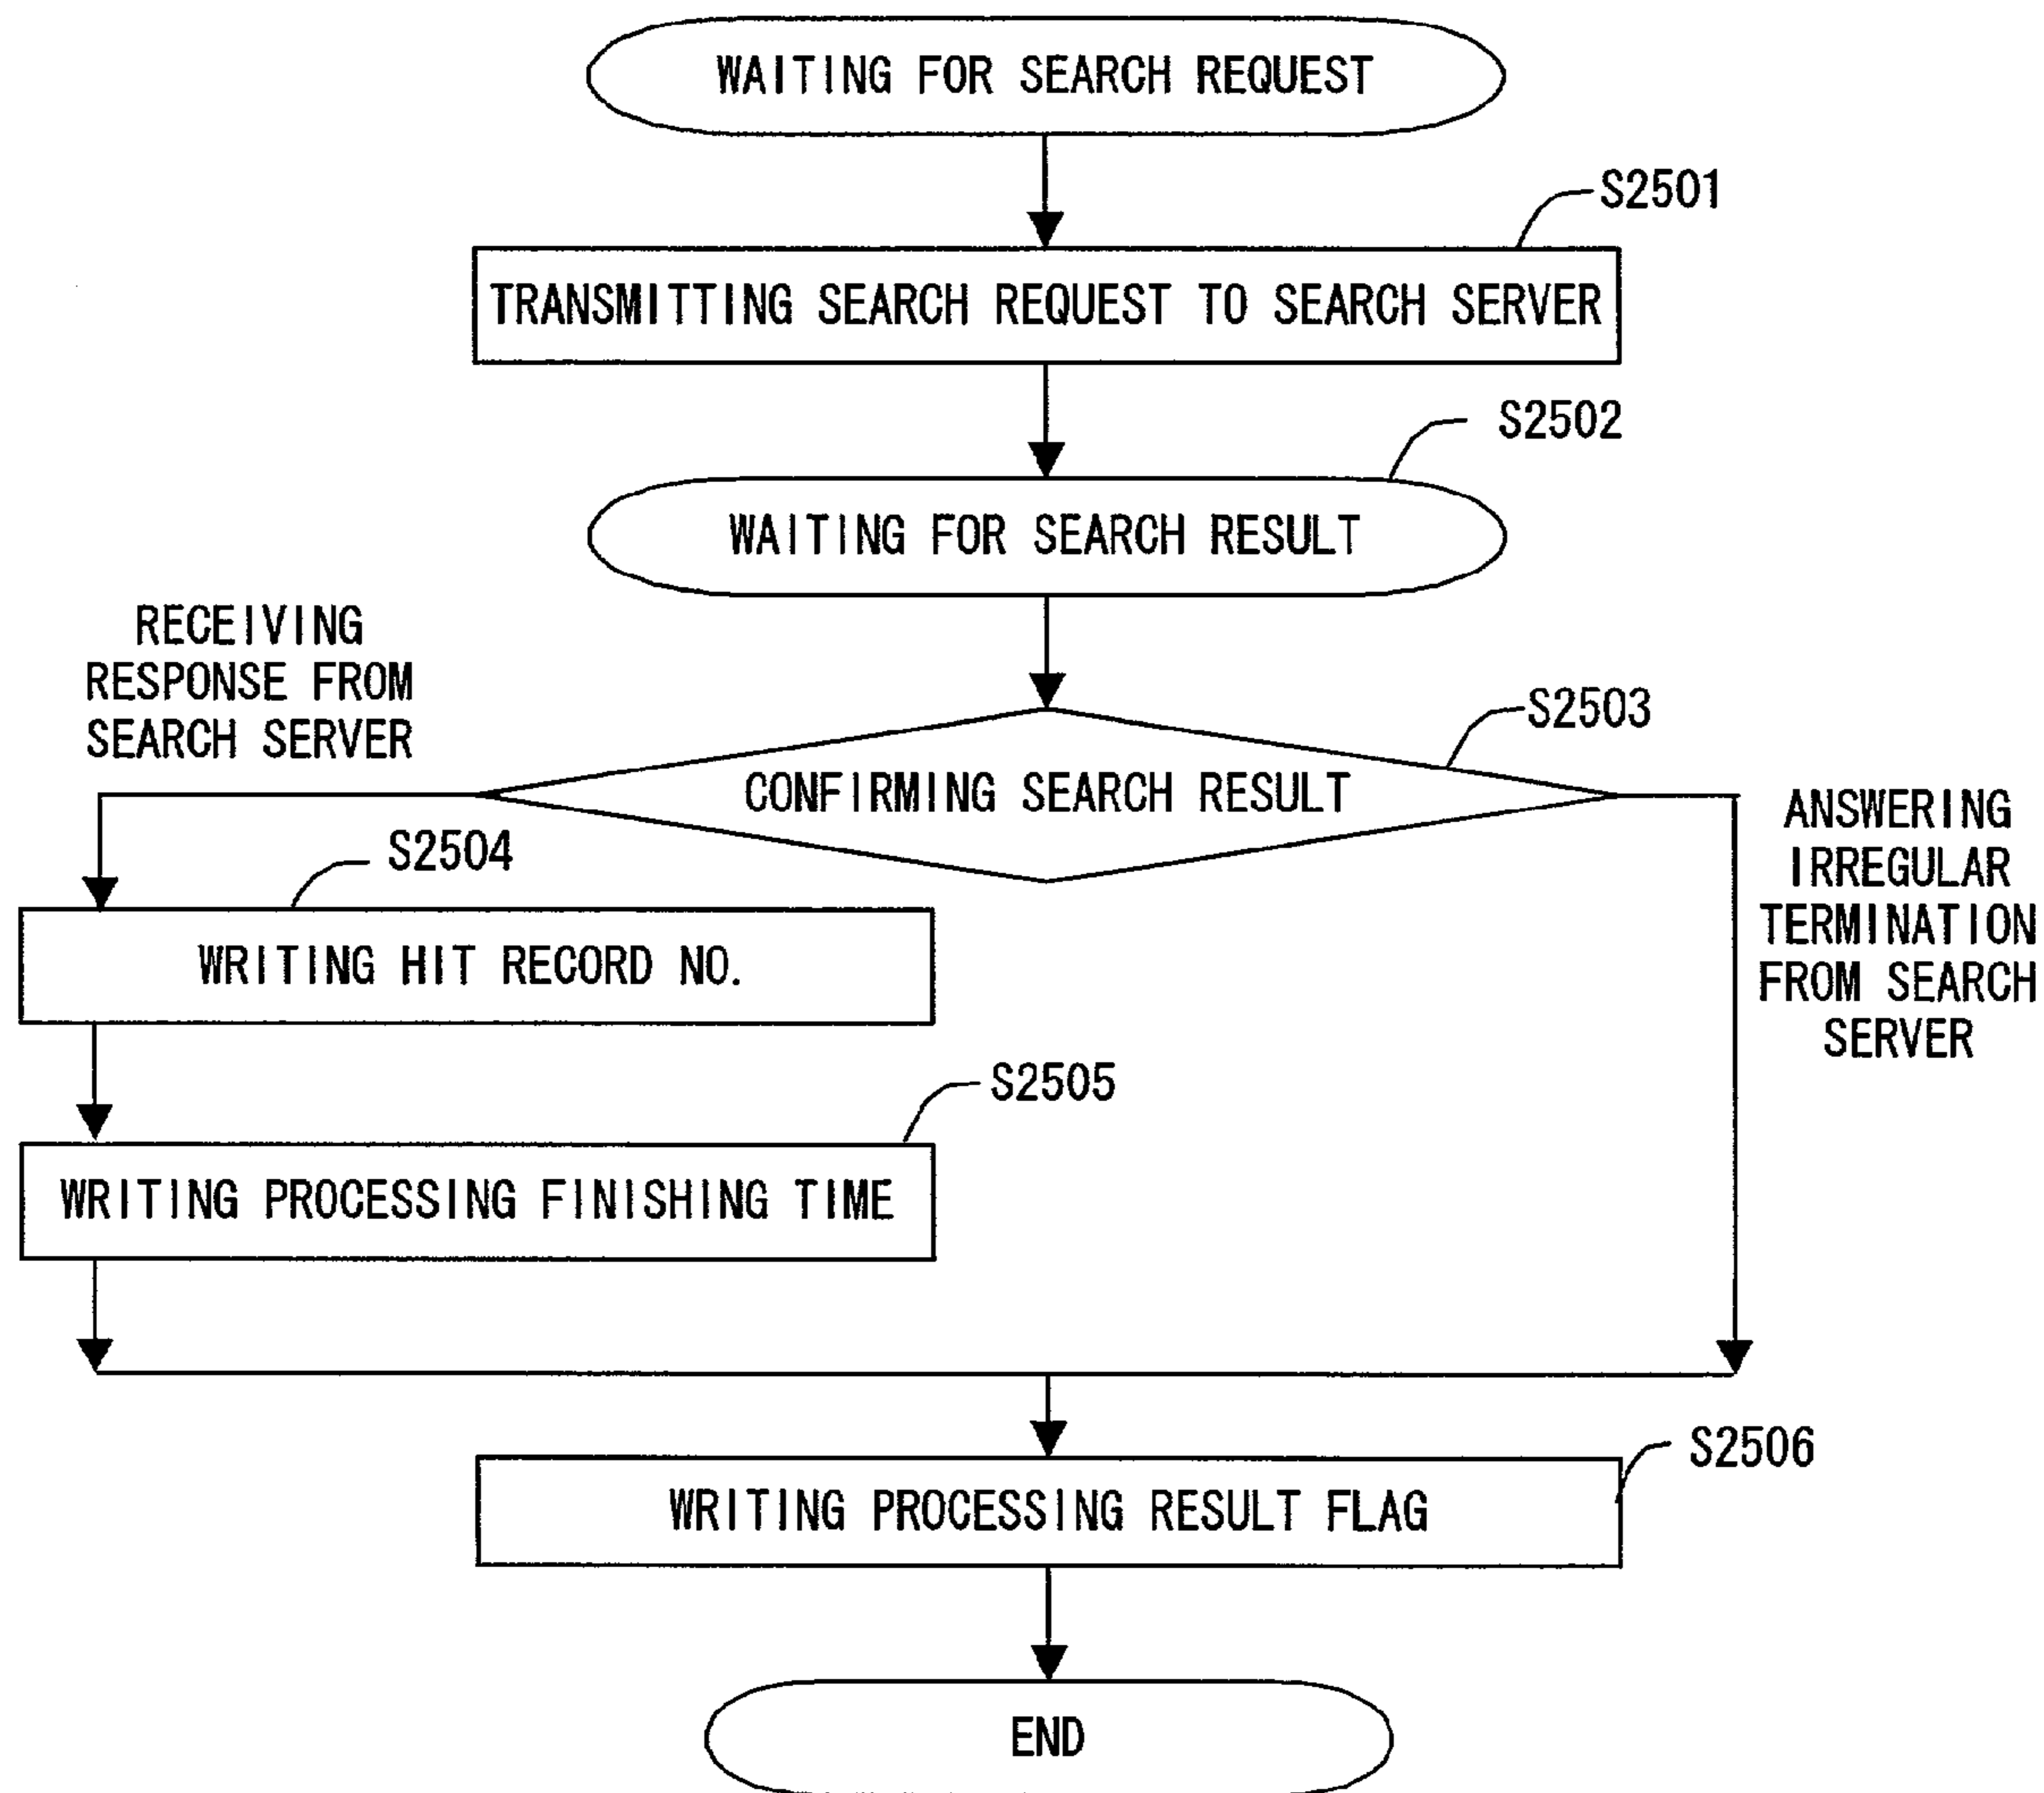 WAITING FOR SEARCH REQUEST
S2501
TRANSMITTING SEARCH REQUEST TO SEARCH SERVER
S2502
WAITING FOR SEARCH RESULT
RECEIVING
RESPONSE FROM
SEARCH SERVER
S2503
CONFIRMING SEARCH RESULT
ANSWERING
IRREGULAR
TERMINATION
FROM SEARCH
SERVER
S2504
WRITING HIT RECORD NO.
S2505
WRITING PROCESSING FINISHING TIME
S2506
WRITING PROCESSING RESULT FLAG
END